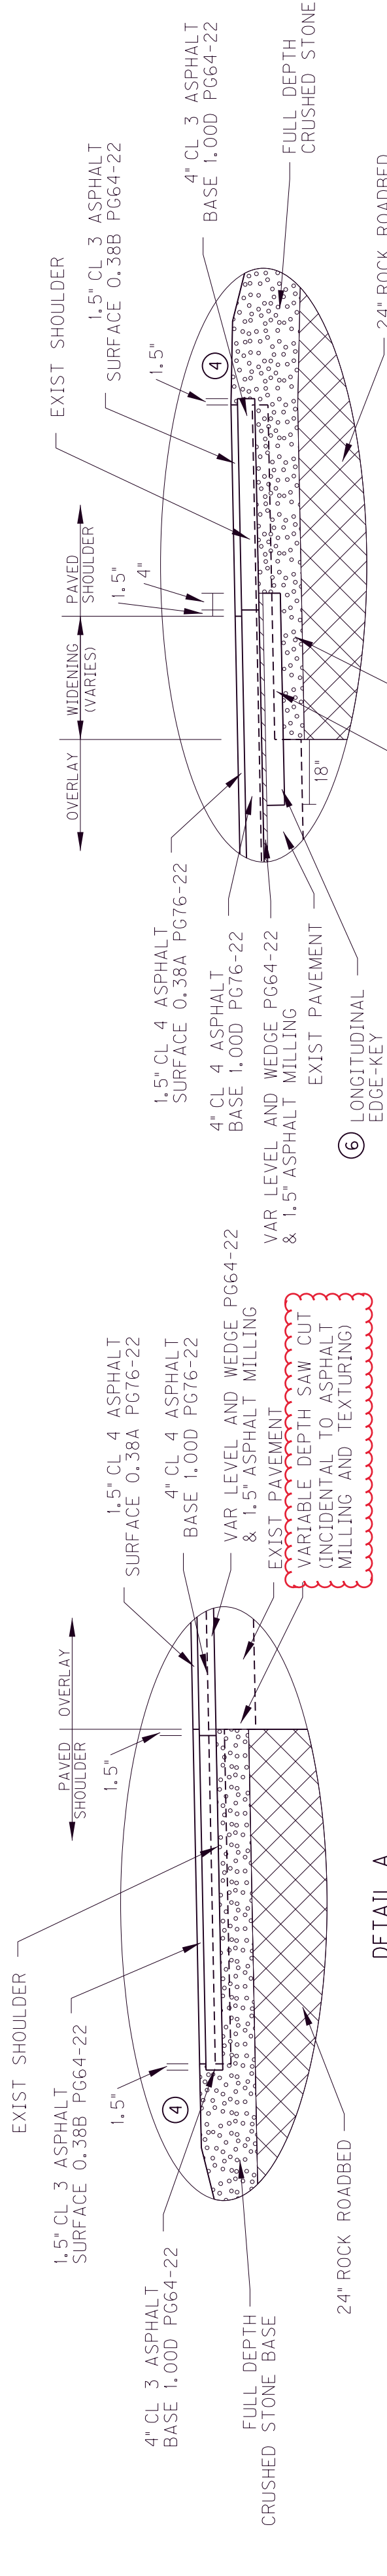 EXIST SHOULDER
1.5" CL 3 ASPHALT
SURFACE 0.38B PG64-22
1.5"
4
4" CL 3 ASPHALT
BASE 1.00D PG64-22
FULL DEPTH
CRUSHED STONE BASE
24" ROCK ROADBED
PAVED
SHOULDER
OVERLAY
1.5"
1.5" CL 4 ASPHALT
SURFACE 0.38A PG76-22
4" CL 4 ASPHALT
BASE 1.00D PG76-22
VAR LEVEL AND WEDGE PG64-22
& 1.5" ASPHALT MILLING
EXIST PAVEMENT
VARIABLE DEPTH SAW CUT
(INCIDENTAL TO ASPHALT
MILLING AND TEXTURING)
DETAIL A
OVERLAY
WIDENING
(VARIES)
PAVED
SHOULDER
1.5"
4"
EXIST SHOULDER
1.5" CL 3 ASPHALT
SURFACE 0.38B PG64-22
1.5"
4
4" CL 3 ASPHALT
BASE 1.00D PG64-22
FULL DEPTH
CRUSHED STONE
24" ROCK ROADBED
1.5" CL 4 ASPHALT
SURFACE 0.38A PG76-22
4" CL 4 ASPHALT
BASE 1.00D PG76-22
VAR LEVEL AND WEDGE PG64-22
& 1.5" ASPHALT MILLING
EXIST PAVEMENT
18"
6
LONGITUDINAL
EDGE-KEY